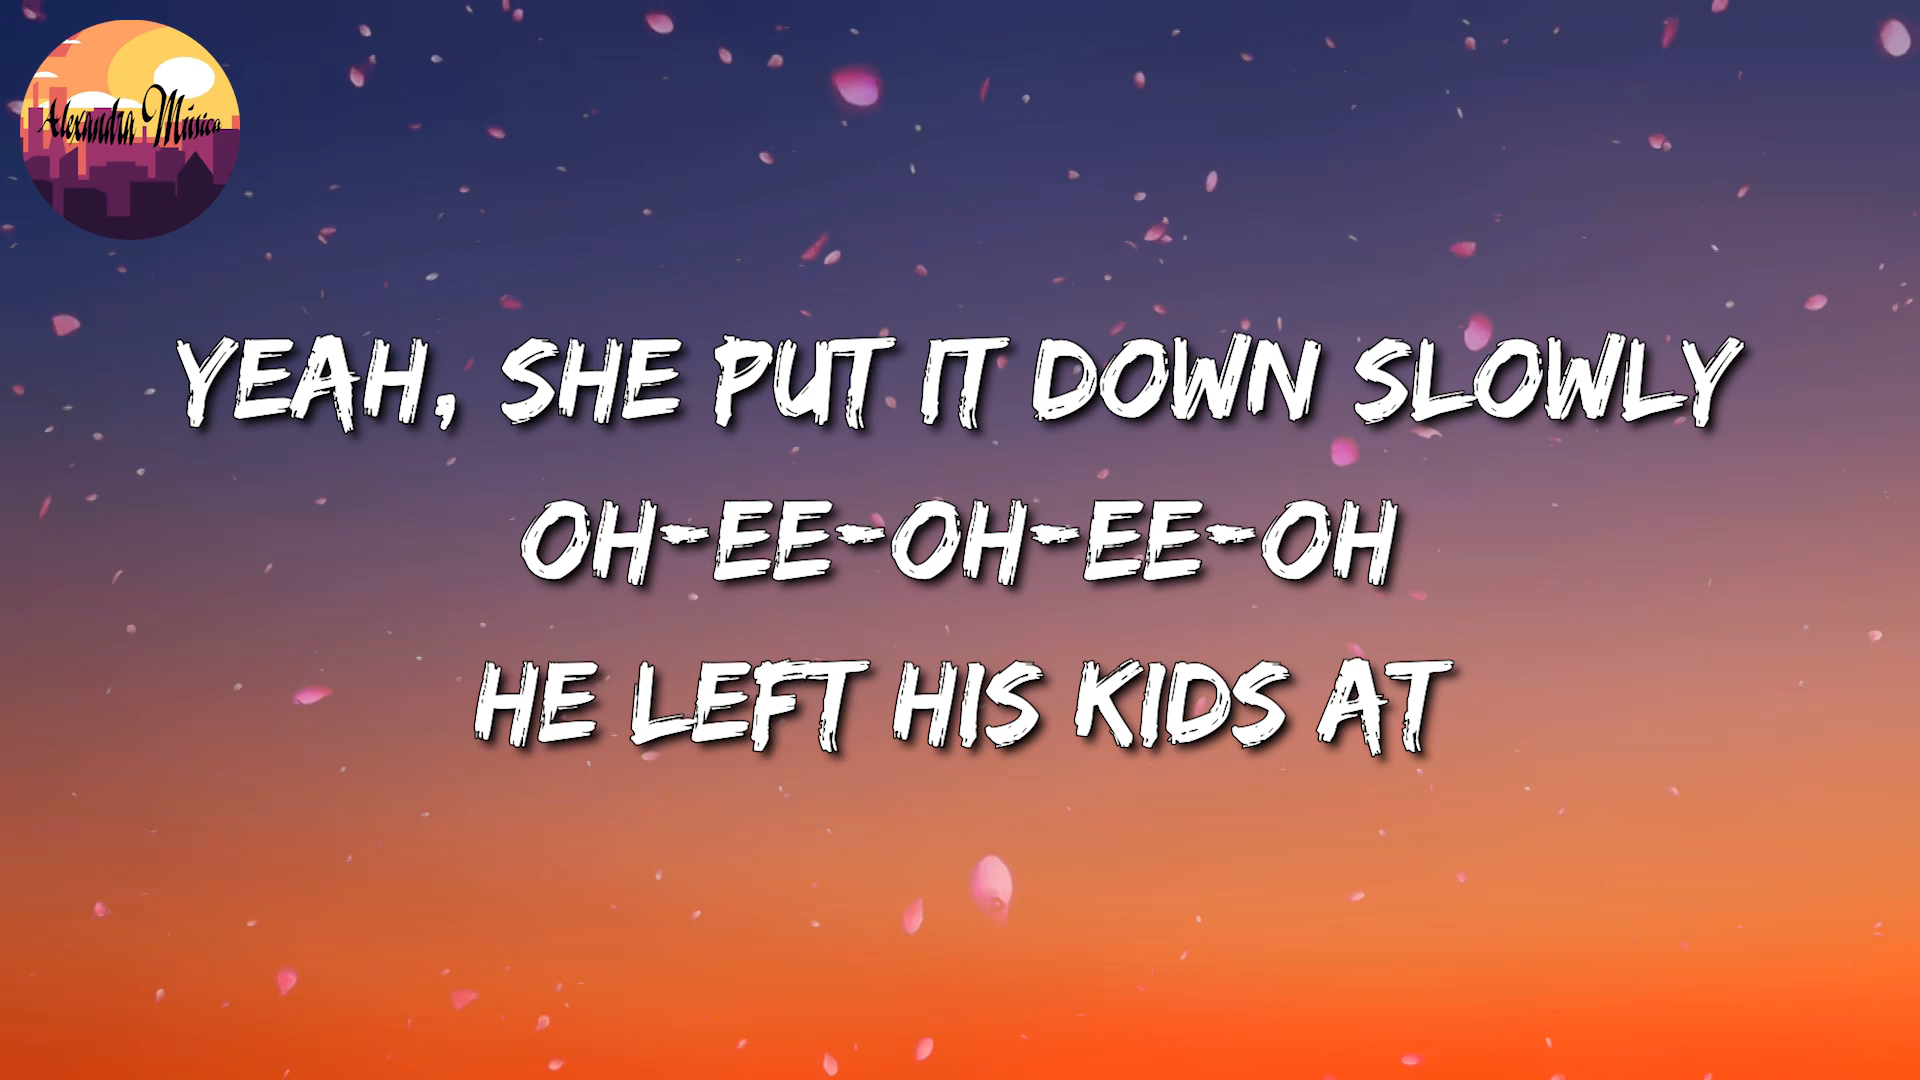 Alexandra Música
YEAH, SHE PUT IT DOWN SLOWLY
OH-EE-OH-EE-OH
HE LEFT HIS KIDS AT